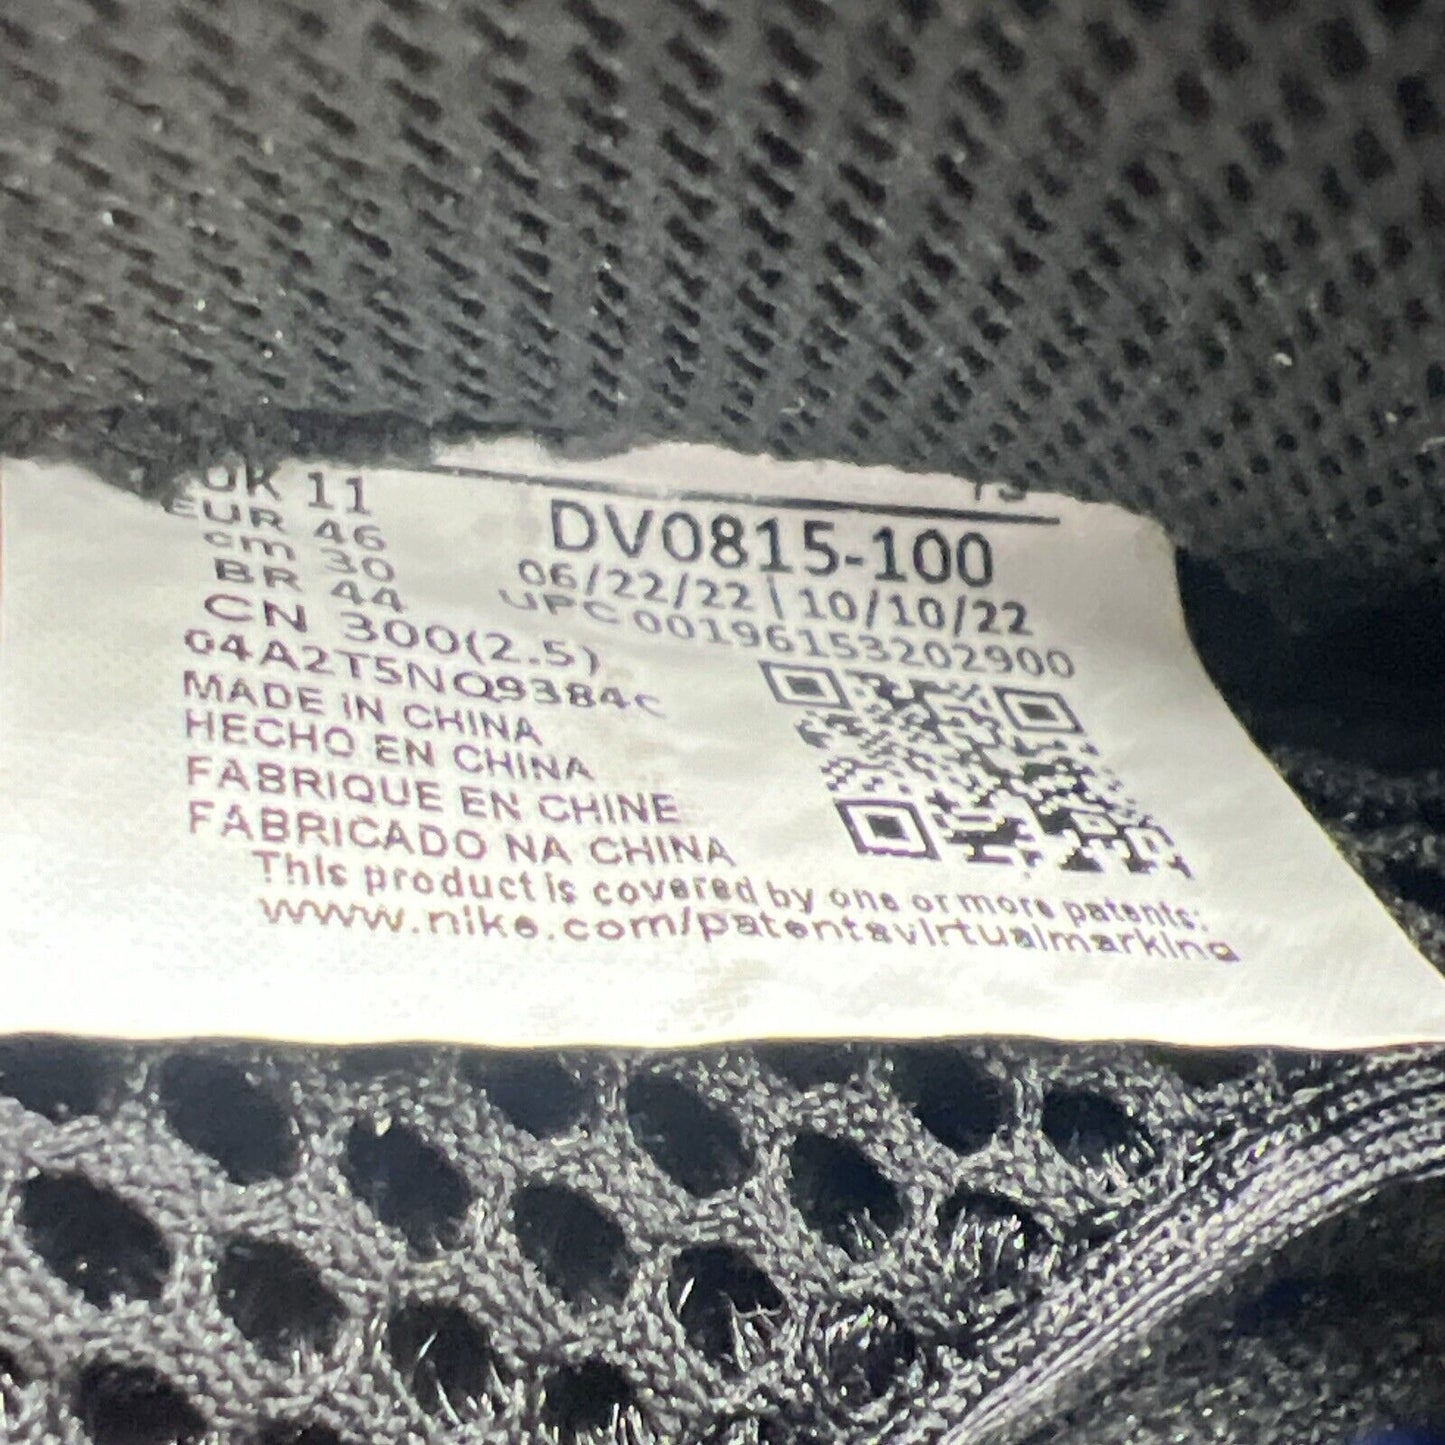 UK 11
EUR 46
cm 30
BR 44
CN 300(2.5)
DV0815-100
06/22/22 | 10/10/22
UPC 00196153202900
MADE IN CHINA
HECHO EN CHINA
FABRIQUE EN CHINE
FABRICADO NA CHINA
This product is covered by one or more patents:
www.nike.com/patentsvirtualmarking